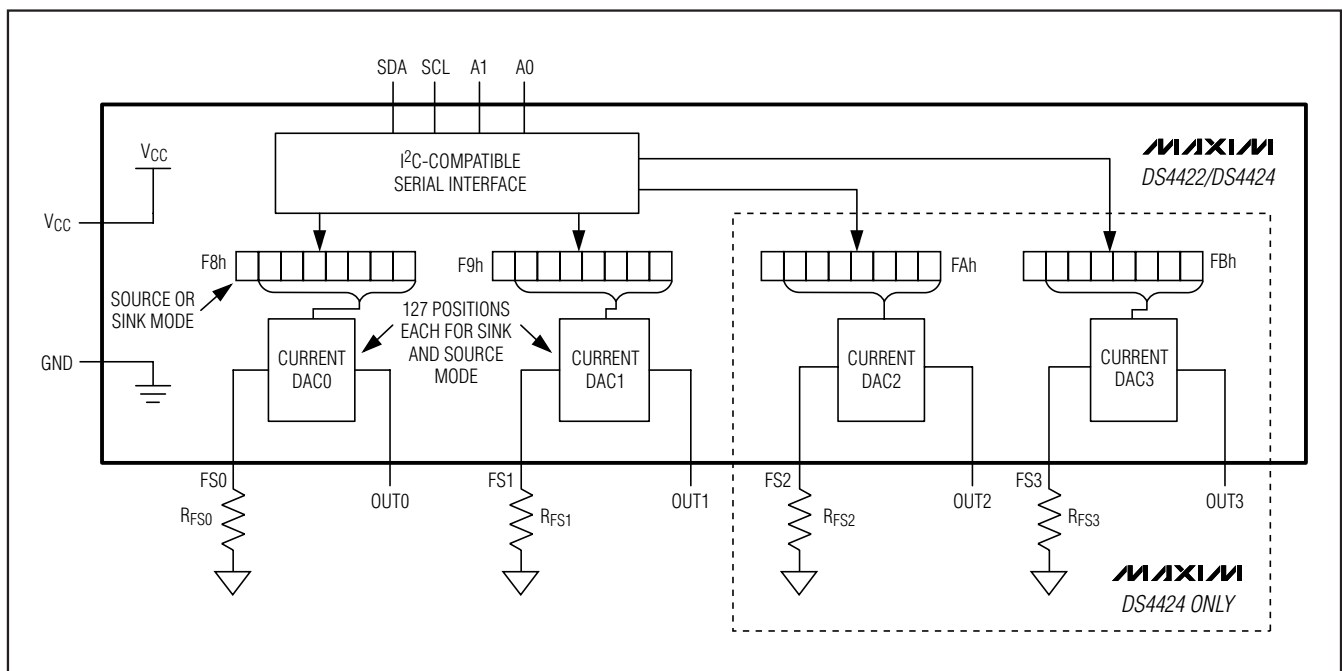 SDA SCL A1 A0
I²C-COMPATIBLE
SERIAL INTERFACE
MAXIM
DS4422/DS4424
VCC
VCC
F8h
F9h
FAh
FBh
SOURCE OR
SINK MODE
127 POSITIONS
EACH FOR SINK
AND SOURCE
MODE
GND
CURRENT
DAC0
CURRENT
DAC1
CURRENT
DAC2
CURRENT
DAC3
FS0
OUT0
FS1
OUT1
FS2
OUT2
FS3
OUT3
RFS0
RFS1
RFS2
RFS3
MAXIM
DS4424 ONLY